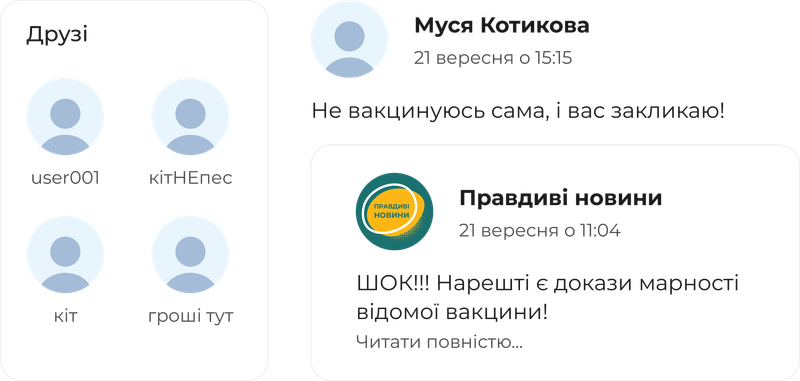 Друзі
user001
кітНЕпес
кіт
гроші тут
Муся Котикова
21 вересня о 15:15
Не вакцинуюсь сама, і вас закликаю!
ПРАВДИВІ
НОВИНИ
Правдиві новини
21 вересня о 11:04
ШОК!!! Нарешті є докази марності
відомої вакцини!
Читати повністю...